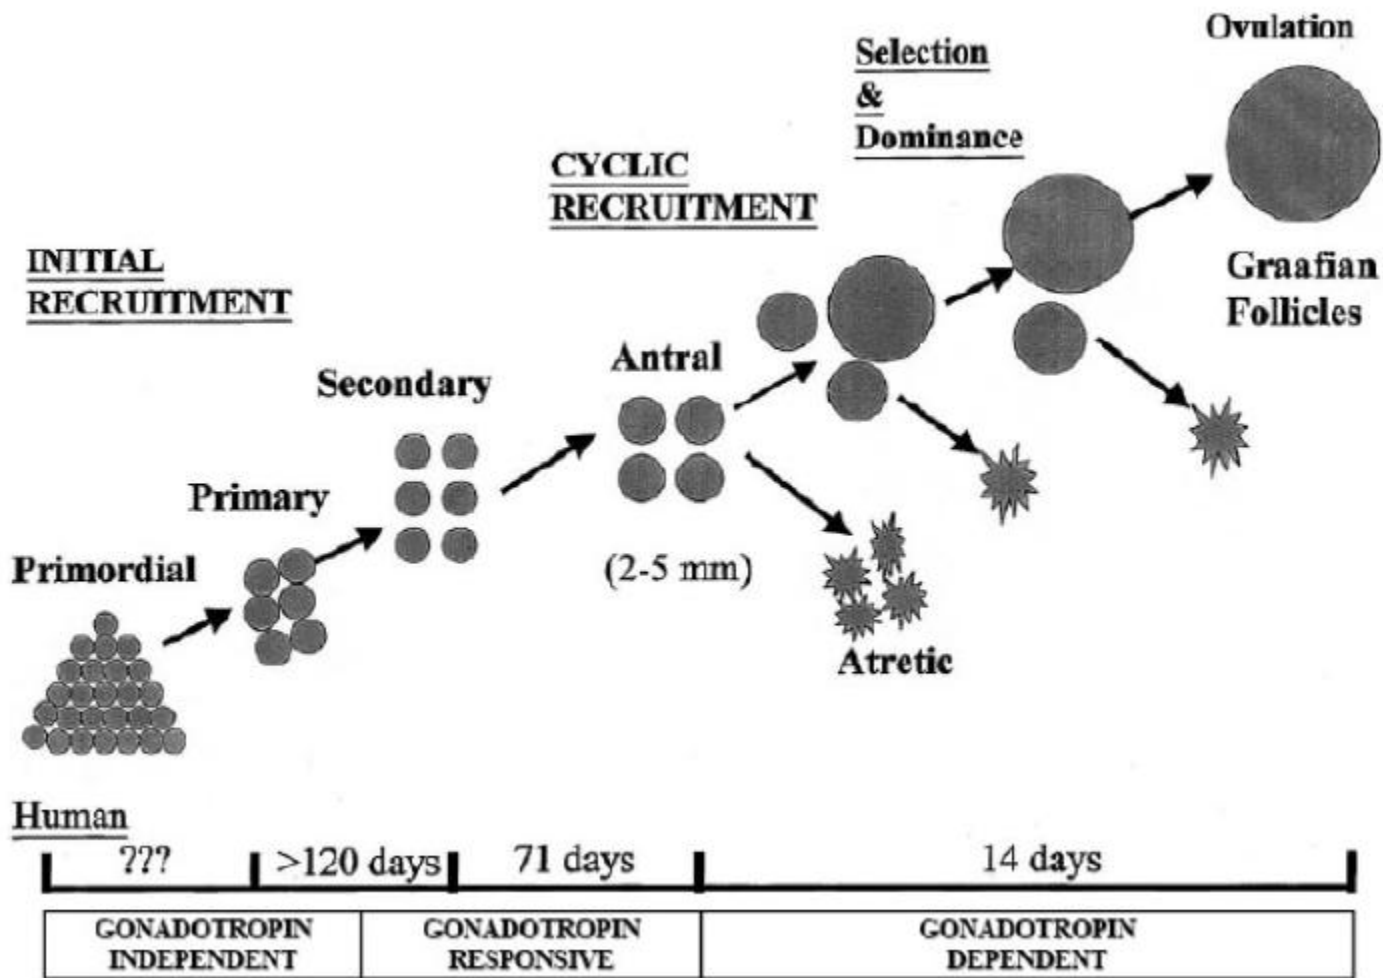 Ovulation
Selection
&
Dominance
CYCLIC
RECRUITMENT
INITIAL
RECRUITMENT
Graafian
Follicles
Antral
Secondary
Primary
Primordial
(2-5 mm)
Atretic
Human
??? >120 days 71 days 14 days
GONADOTROPIN
INDEPENDENT
GONADOTROPIN
RESPONSIVE
GONADOTROPIN
DEPENDENT